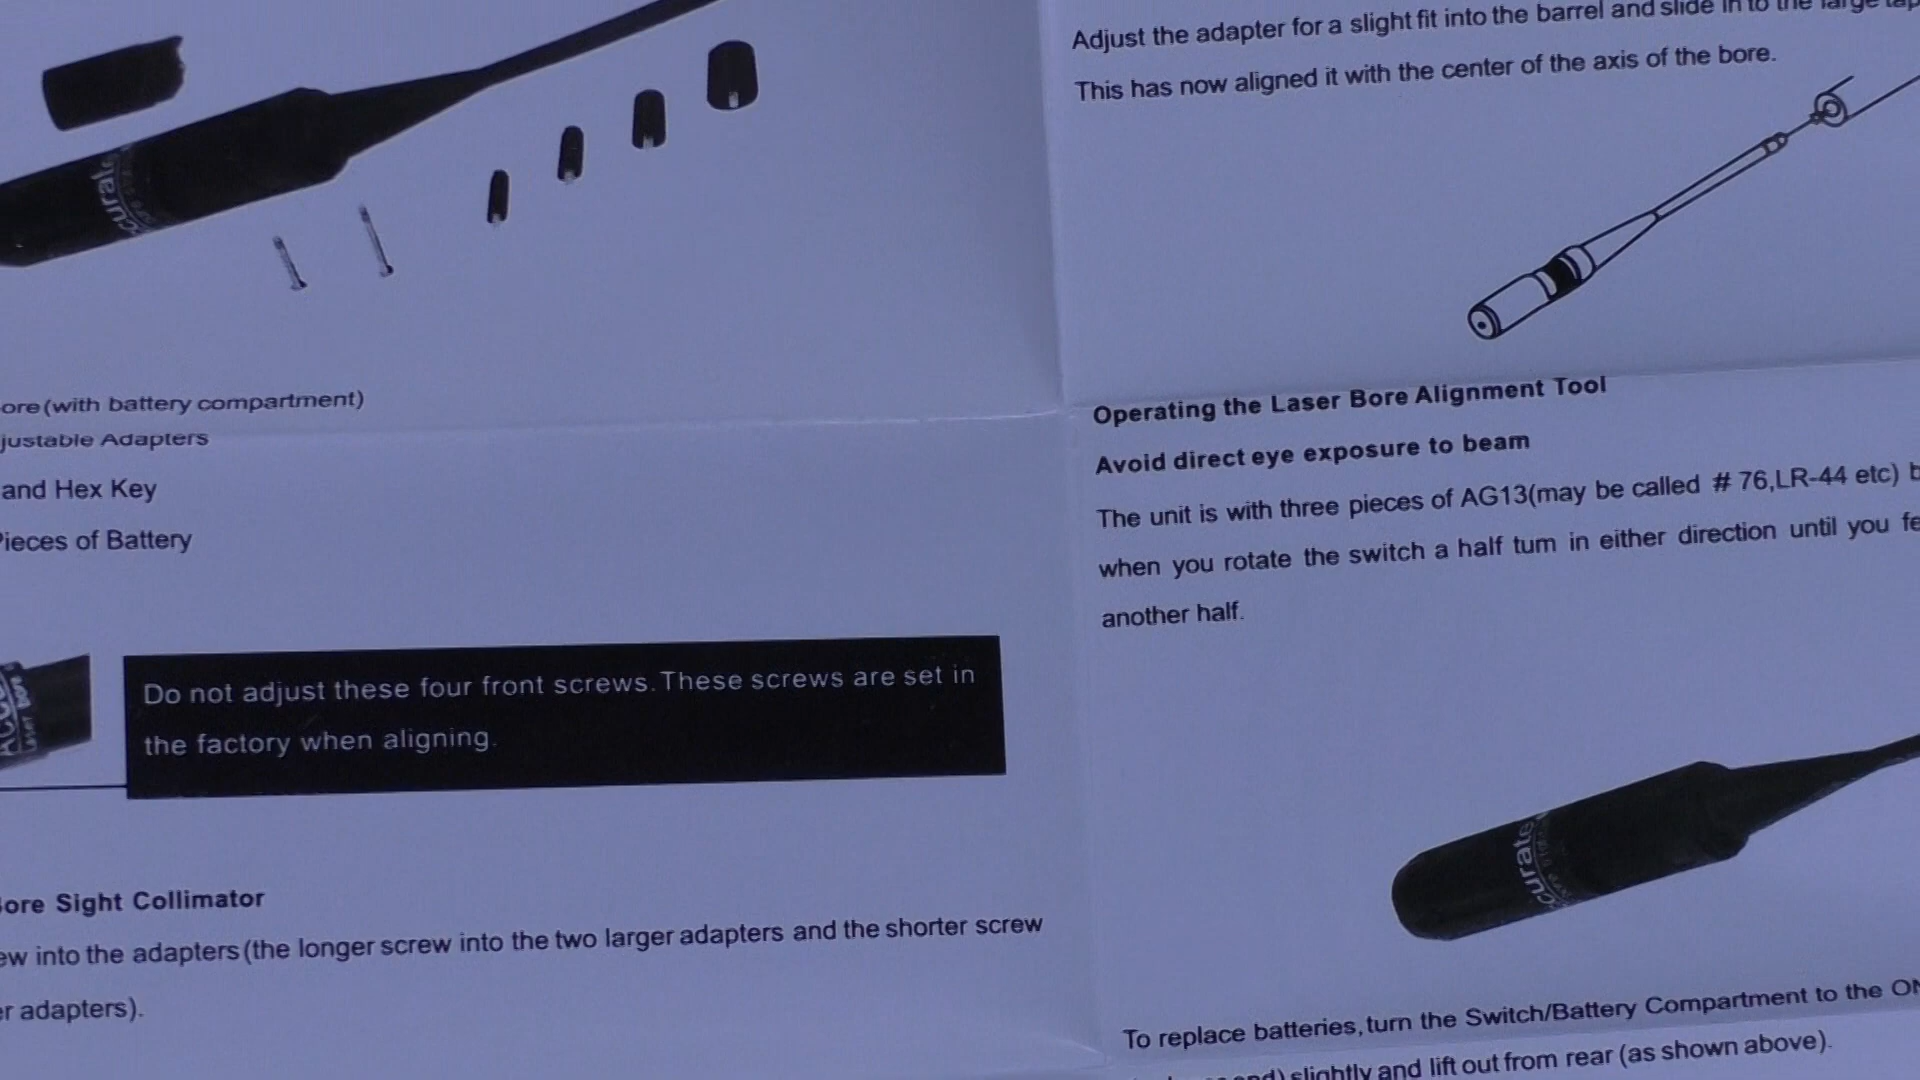 curate
ore (with battery compartment)
justable Adapters
and Hex Key
ieces of Battery
Do not adjust these four front screws. These screws are set in
the factory when aligning.
ore Sight Collimator
ew into the adapters (the longer screw into the two larger adapters and the shorter screw
er adapters).
Adjust the adapter for a slight fit into the barrel and slide in to the large
This has now aligned it with the center of the axis of the bore.
Operating the Laser Bore Alignment Tool
Avoid direct eye exposure to beam
The unit is with three pieces of AG13(may be called # 76,LR-44 etc) b
when you rotate the switch a half tum in either direction until you fe
another half.
curate
To replace batteries, turn the Switch/Battery Compartment to the
slightly and lift out from rear (as shown above).